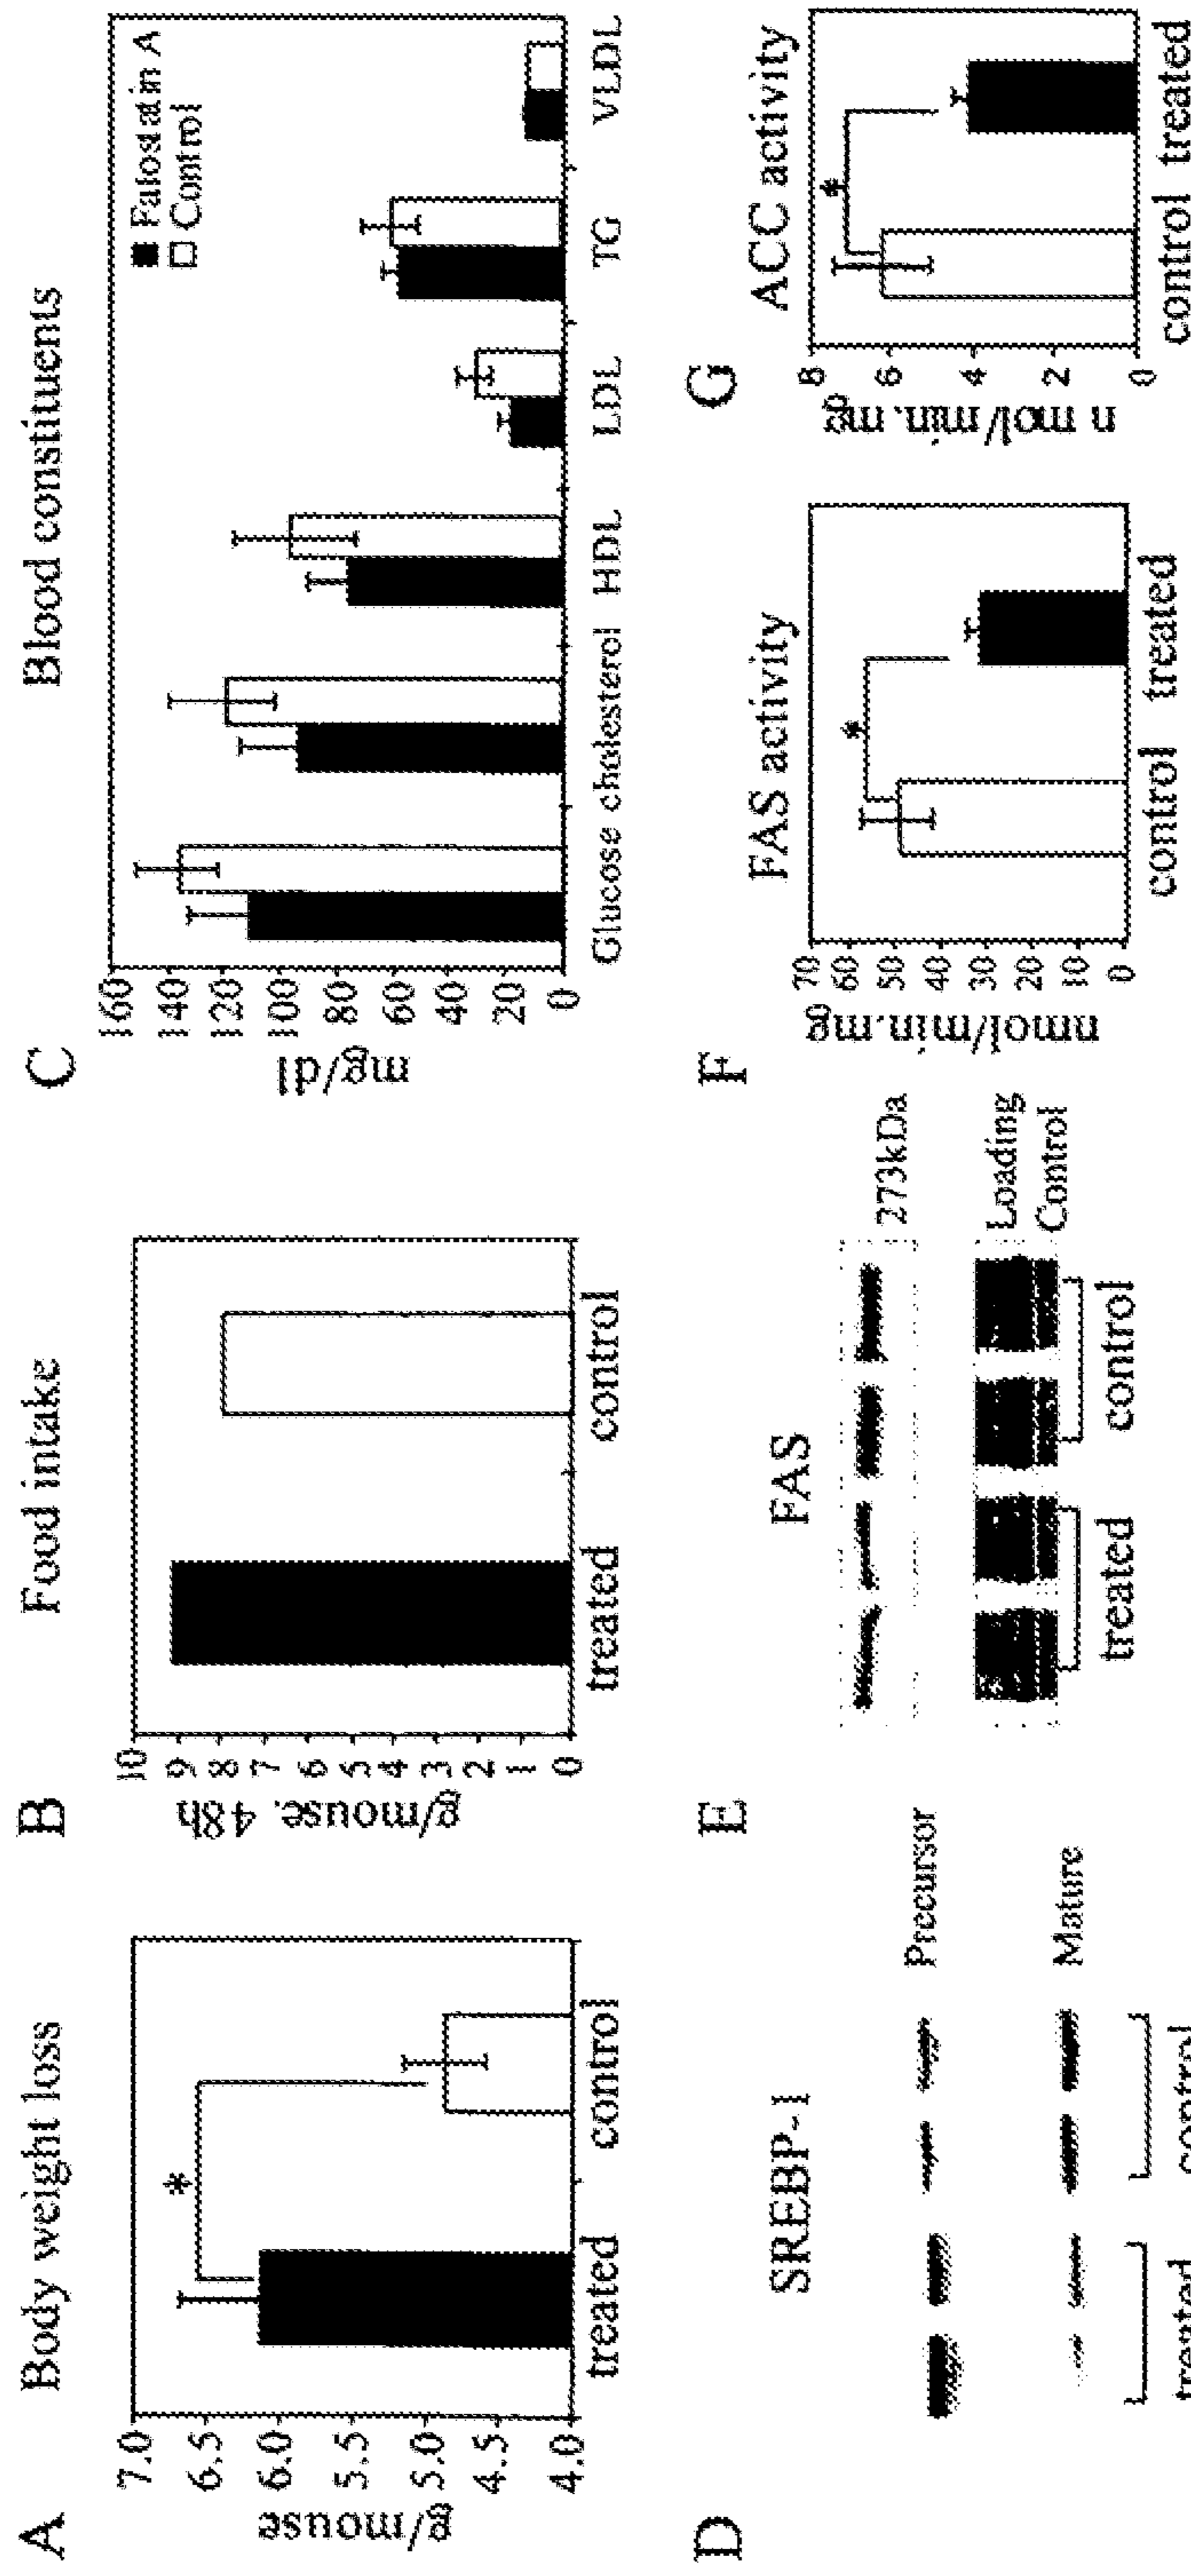 A
Body weight loss
g/mouse
7.0
6.5
6.0
5.5
5.0
4.5
4.0
*
treated control
B
Food intake
g/mouse. 48h
10
9
8
7
6
5
4
3
2
1
0
treated control
C
Blood constituents
mg/dl
160
140
120
100
80
60
40
20
0
Fatostatin A
Control
Glucose cholesterol HDL LDL TG VLDL
D
SREBP-1
Precursor
Mature
treated control
E
FAS
273kDa
Loading
Control
treated control
F
FAS activity
nmol/min.mg
70
60
50
40
30
20
10
0
*
control treated
G
ACC activity
n mol/min. mg
8
6
4
2
0
*
control treated